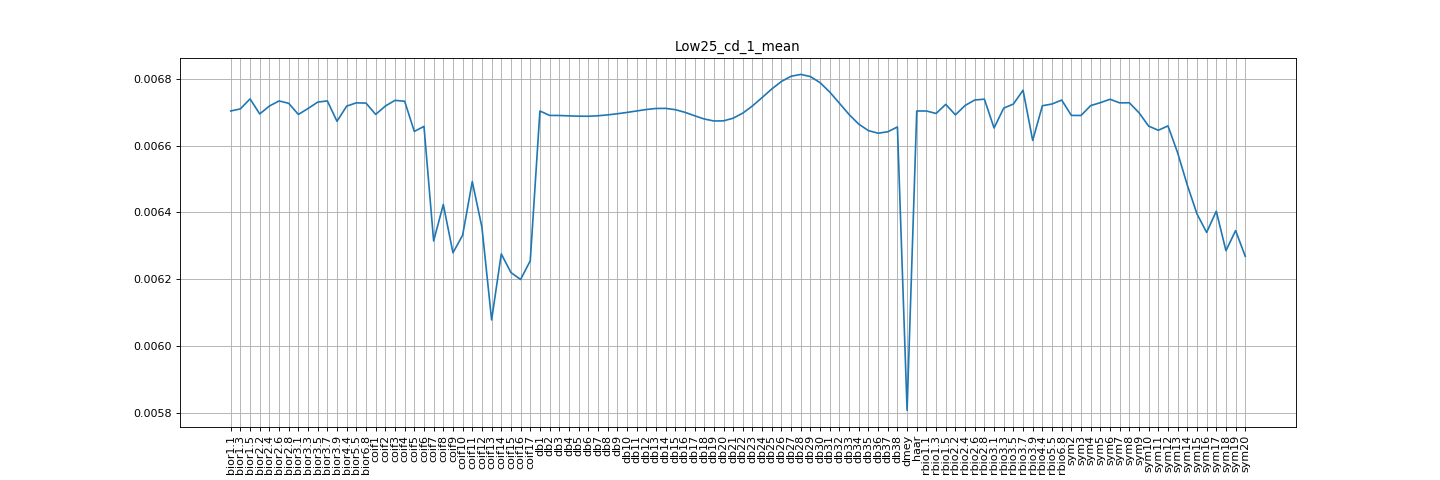 Low25_cd_1_mean
0.0068
0.0066
0.0064
0.0062
0.0060
0.0058
bior1.1
bior1.3
bior1.5
bior2.2
bior2.4
bior2.6
bior2.8
bior3.1
bior3.3
bior3.5
bior3.7
bior3.9
bior4.4
bior5.5
bior6.8
coif1
coif2
coif3
coif4
coif5
coif6
coif7
coif8
coif9
coif10
coif11
coif12
coif13
coif14
coif15
coif16
coif17
db1
db2
db3
db4
db5
db6
db7
db8
db9
db10
db11
db12
db13
db14
db15
db16
db17
db18
db19
db20
db21
db22
db23
db24
db25
db26
db27
db28
db29
db30
db31
db32
db33
db34
db35
db36
db37
db38
dmey
haar
rbio1.1
rbio1.3
rbio1.5
rbio2.2
rbio2.4
rbio2.6
rbio2.8
rbio3.1
rbio3.3
rbio3.5
rbio3.7
rbio3.9
rbio4.4
rbio5.5
rbio6.8
sym2
sym3
sym4
sym5
sym6
sym7
sym8
sym9
sym10
sym11
sym12
sym13
sym14
sym15
sym16
sym17
sym18
sym19
sym20